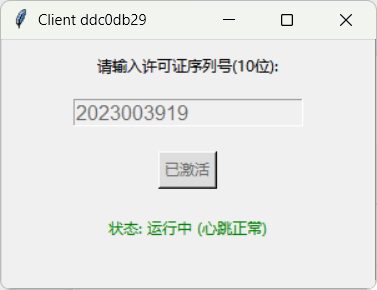 Client ddc0db29
请输入许可证序列号(10位):
2023003919
已激活
状态: 运行中 (心跳正常)